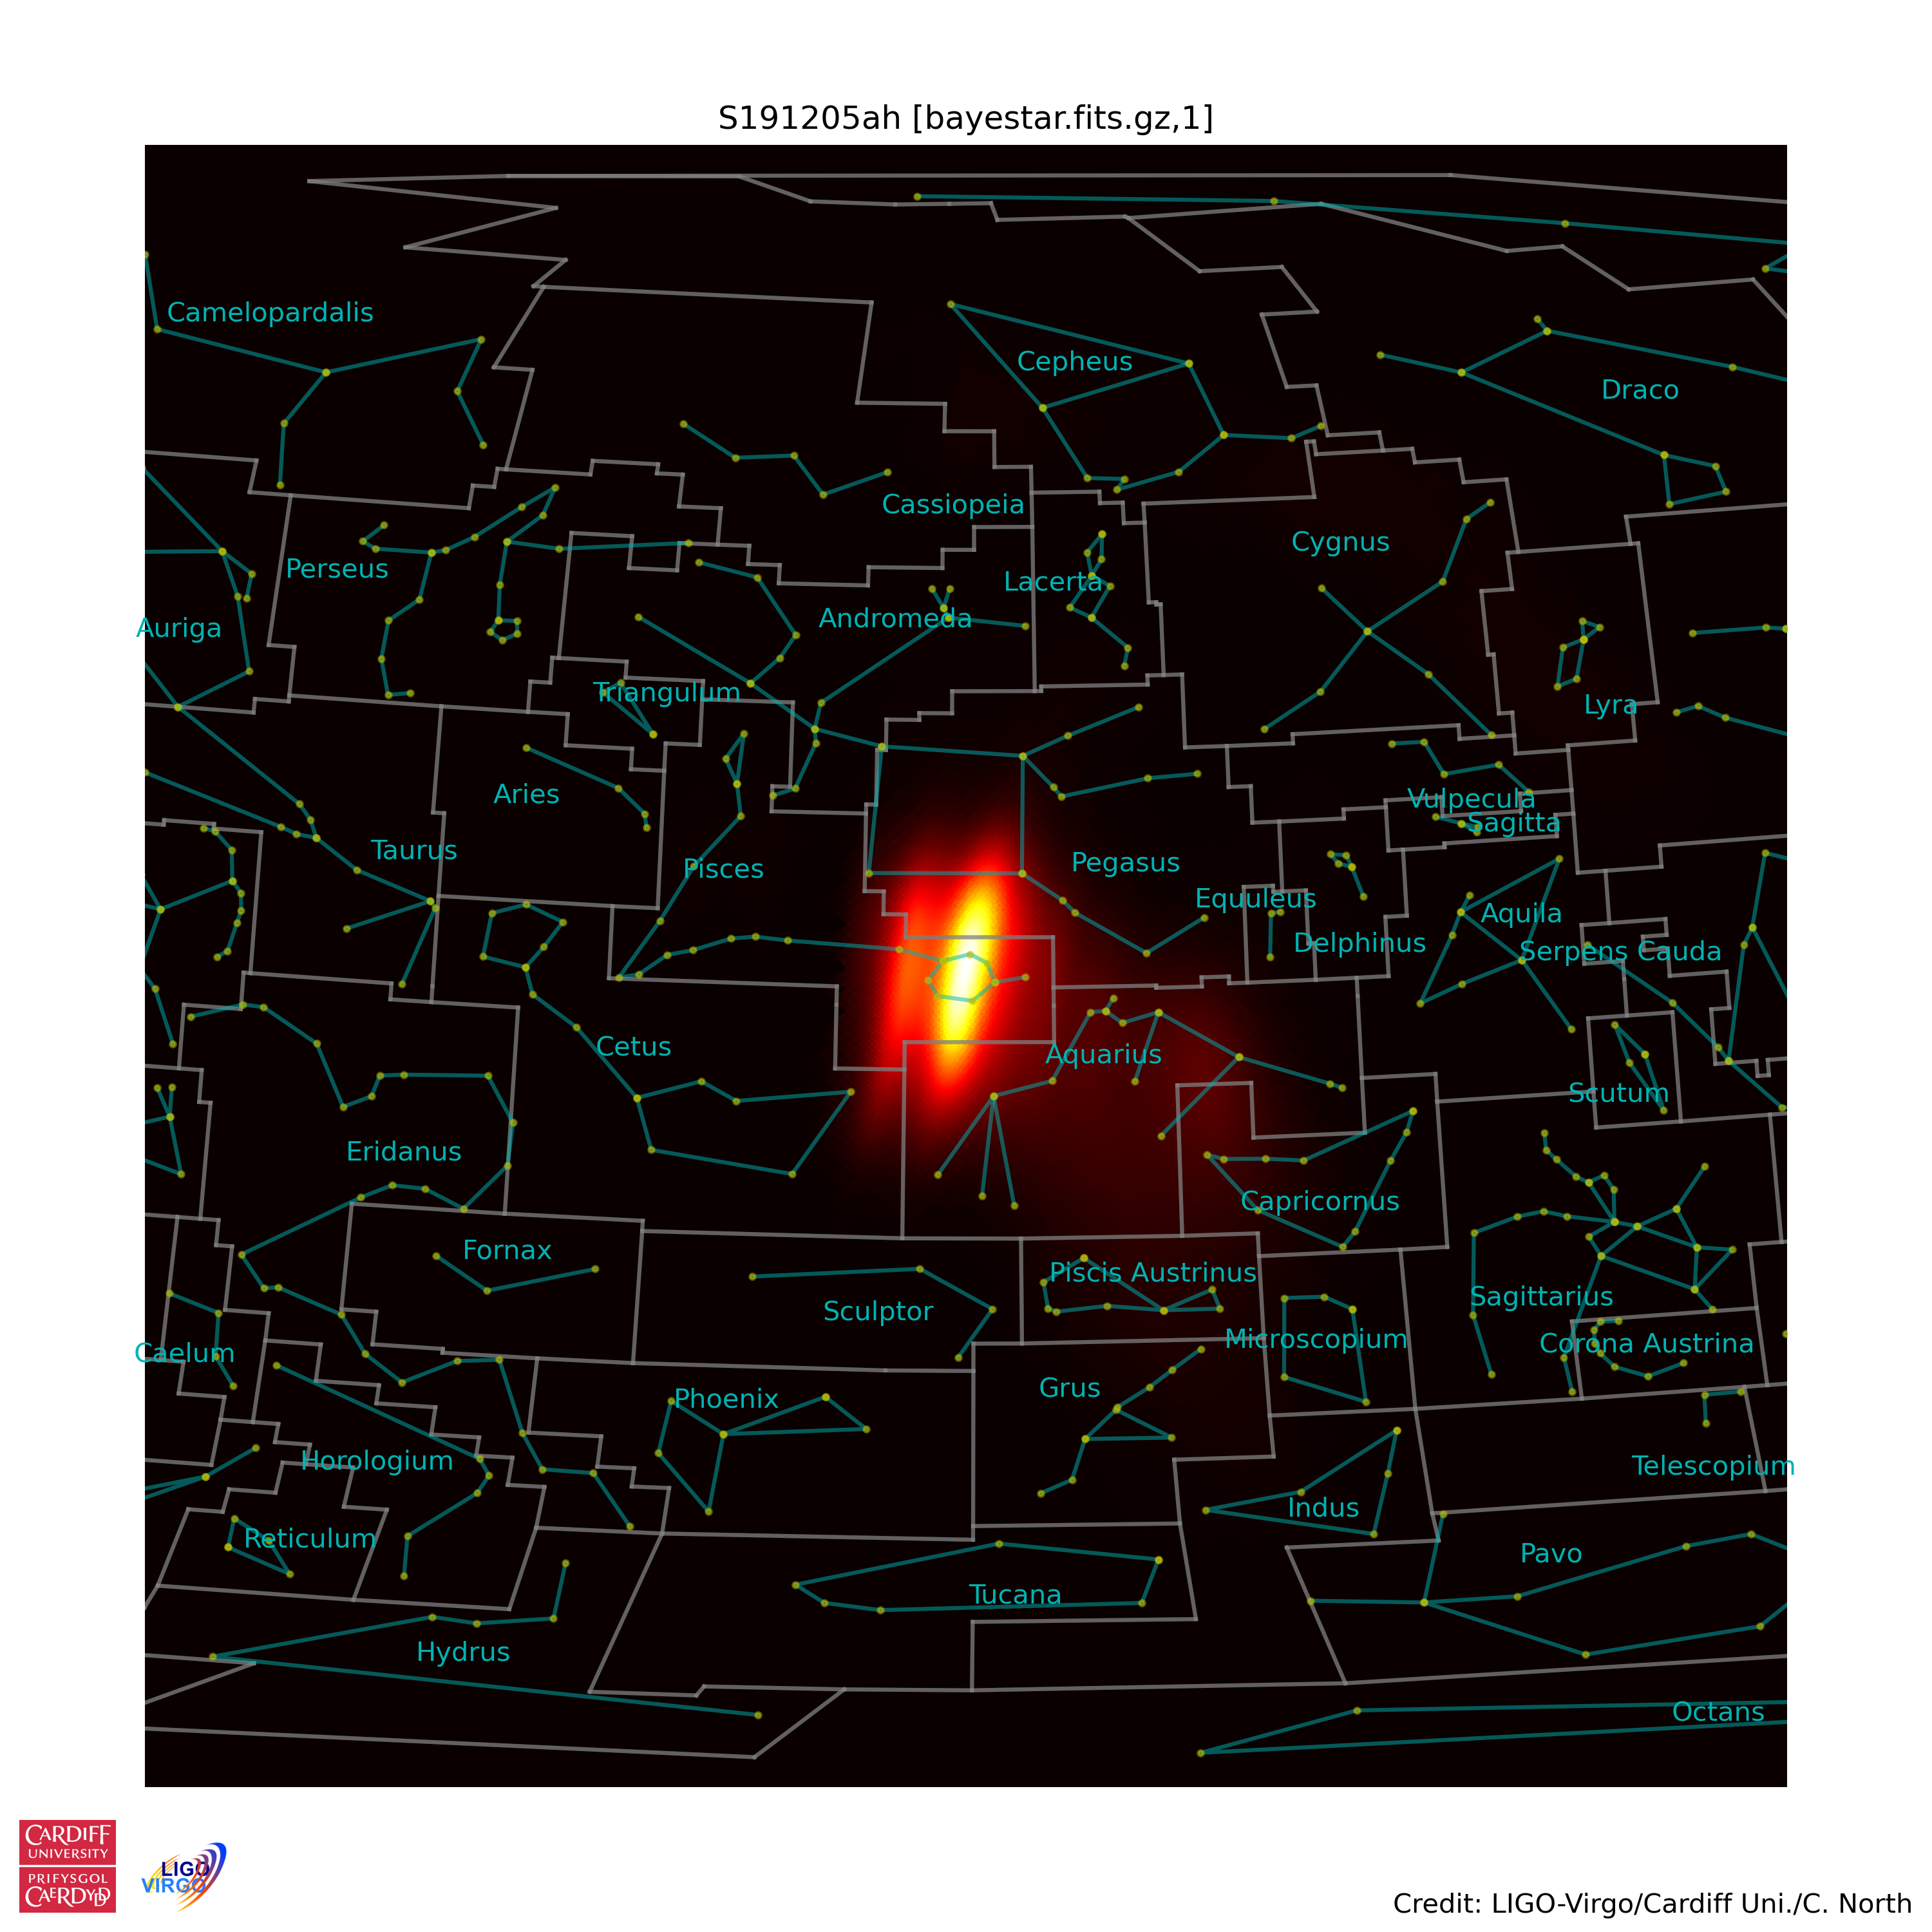 S191205ah [bayestar.fits.gz,1]
Camelopardalis
Cepheus
Draco
Cassiopeia
Cygnus
Perseus
Lacerta
Andromeda
Auriga
Triangulum
Lyra
Aries
Vulpecula
Sagitta
Taurus
Pisces
Pegasus
Equuleus
Aquila
Delphinus
Serpens Cauda
Cetus
Aquarius
Scutum
Eridanus
Capricornus
Fornax
Piscis Austrinus
Sculptor
Sagittarius
Microscopium
Corona Austrina
Caelum
Phoenix
Grus
Horologium
Telescopium
Indus
Reticulum
Pavo
Tucana
Hydrus
Octans
CARDIFF
UNIVERSITY
PRIFYSGOL
CAERDYDD
LIGO
VIRGO
Credit: LIGO-Virgo/Cardiff Uni./C. North